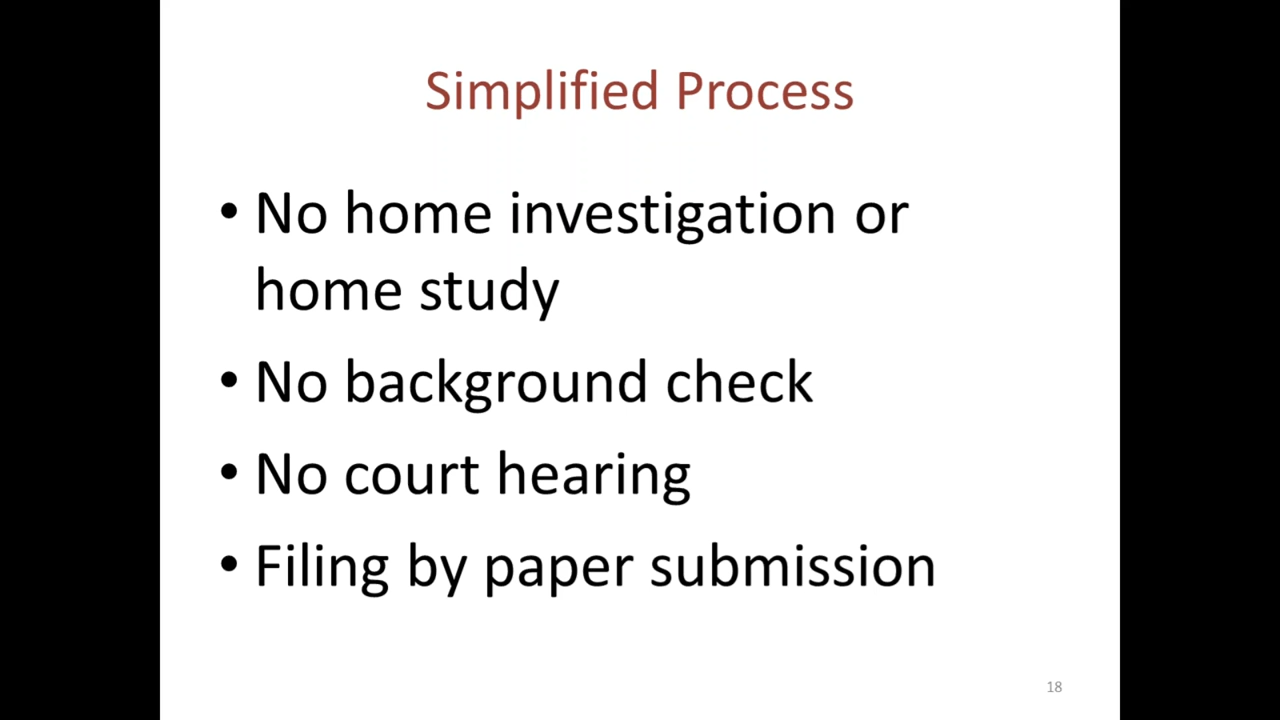 Simplified Process
• No home investigation or
home study
• No background check
• No court hearing
• Filing by paper submission
18